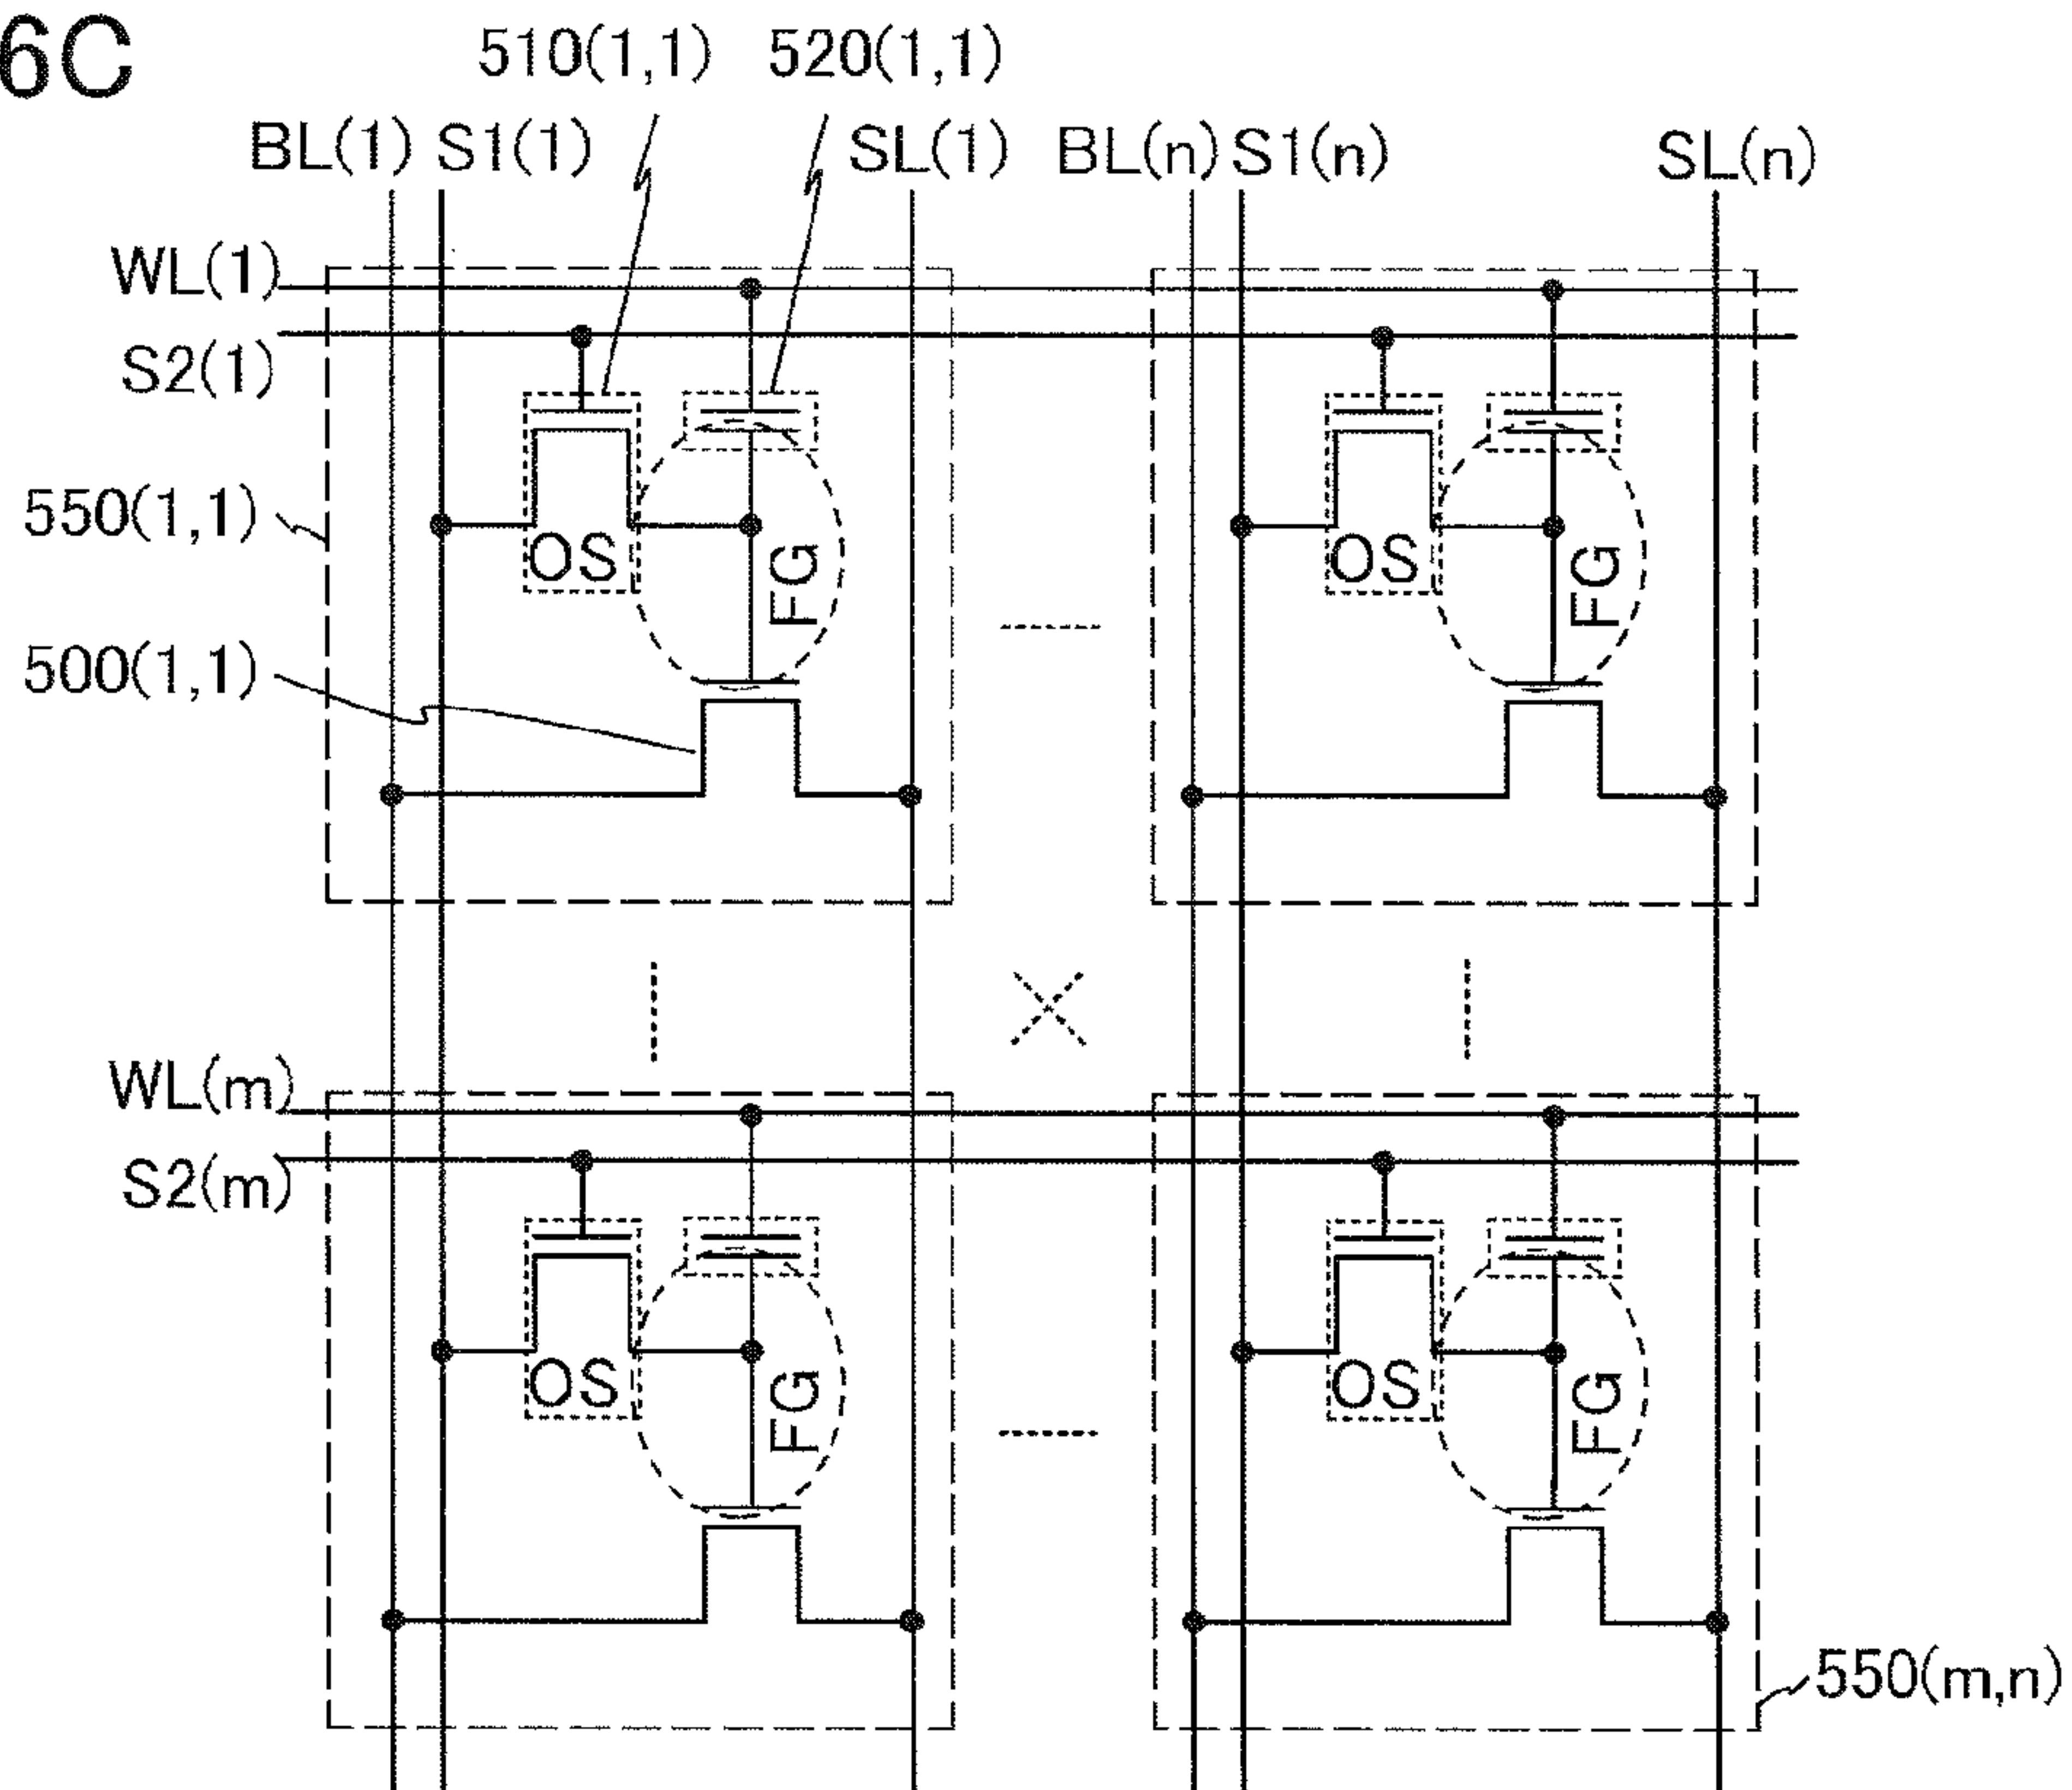 6C
510(1,1) 520(1,1)
BL(1) S1(1) SL(1) BL(n) S1(n) SL(n)
WL(1)
S2(1)
550(1,1)
OS FG OS FG
500(1,1)
WL(m)
S2(m)
OS FG OS FG
550(m,n)